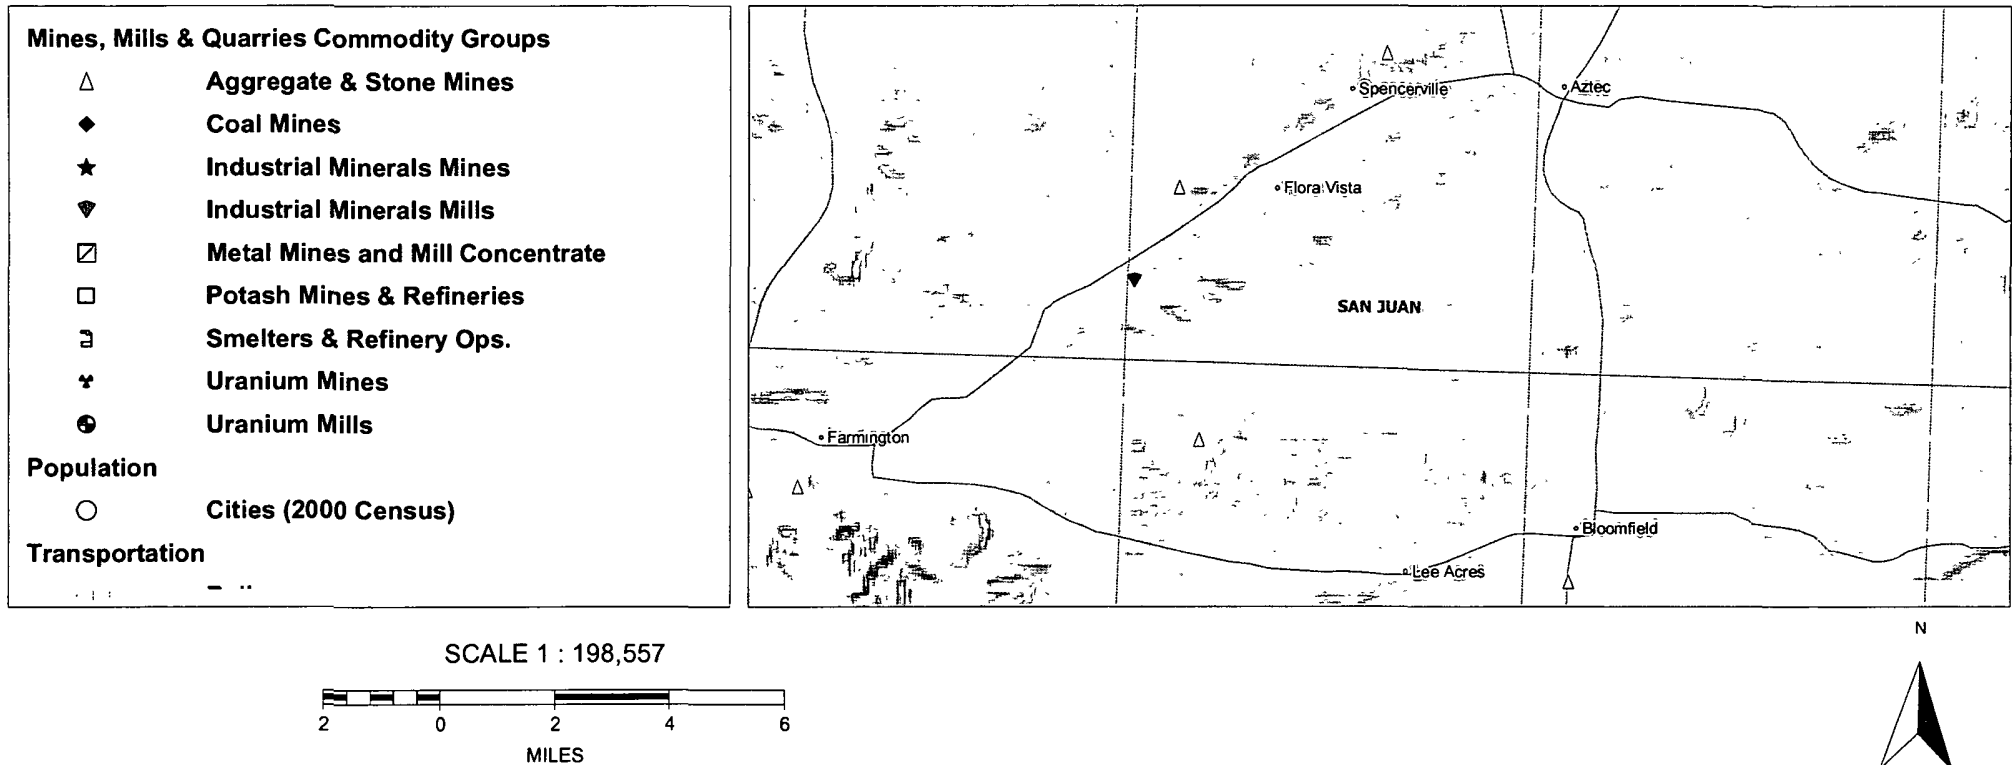 Mines, Mills & Quarries Commodity Groups
Aggregate & Stone Mines
Coal Mines
Industrial Minerals Mines
Industrial Minerals Mills
Metal Mines and Mill Concentrate
Potash Mines & Refineries
Smelters & Refinery Ops.
Uranium Mines
Uranium Mills
Population
Cities (2000 Census)
Transportation
Spencerville
Aztec
Flora Vista
SAN JUAN
Farmington
Bloomfield
Lee Acres
SCALE 1 : 198,557
2 0 2 4 6
MILES
N